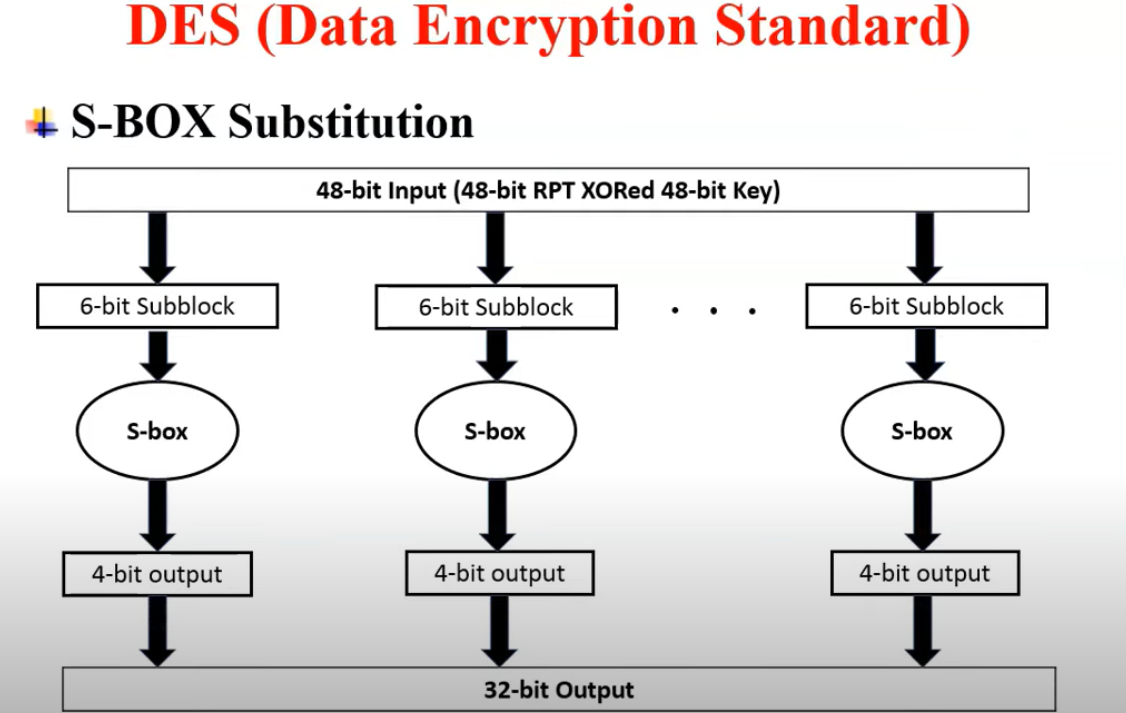 DES (Data Encryption Standard)
S-BOX Substitution
48-bit Input (48-bit RPT XORed 48-bit Key)
6-bit Subblock
6-bit Subblock
. . .
6-bit Subblock
S-box
S-box
S-box
4-bit output
4-bit output
4-bit output
32-bit Output